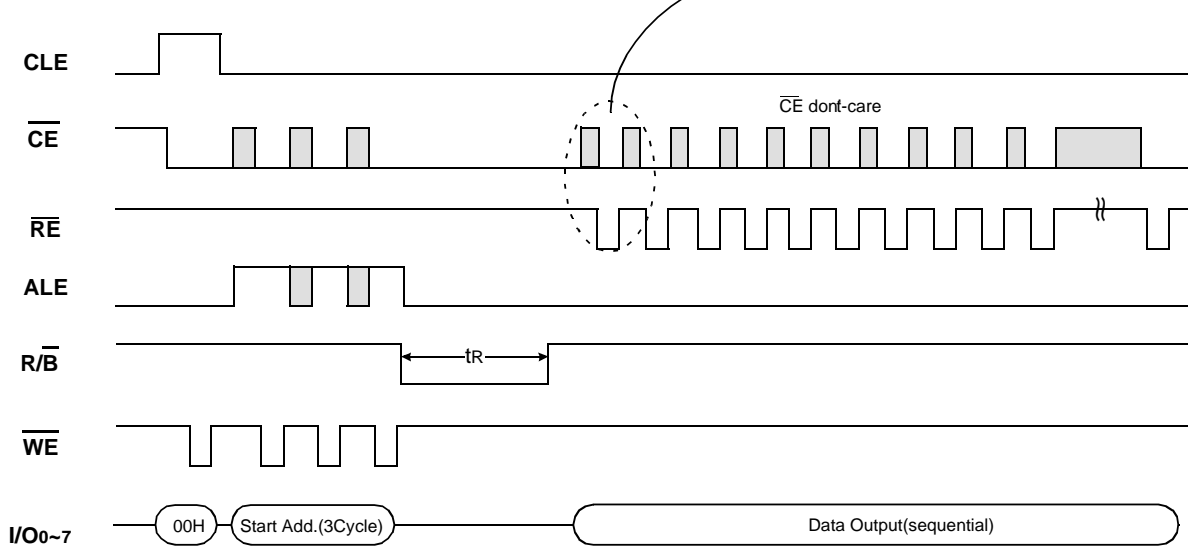 CLE
CE dont-care
CE
RE
ALE
R/B
tR
WE
I/O0~7
00H
Start Add.(3Cycle)
Data Output(sequential)